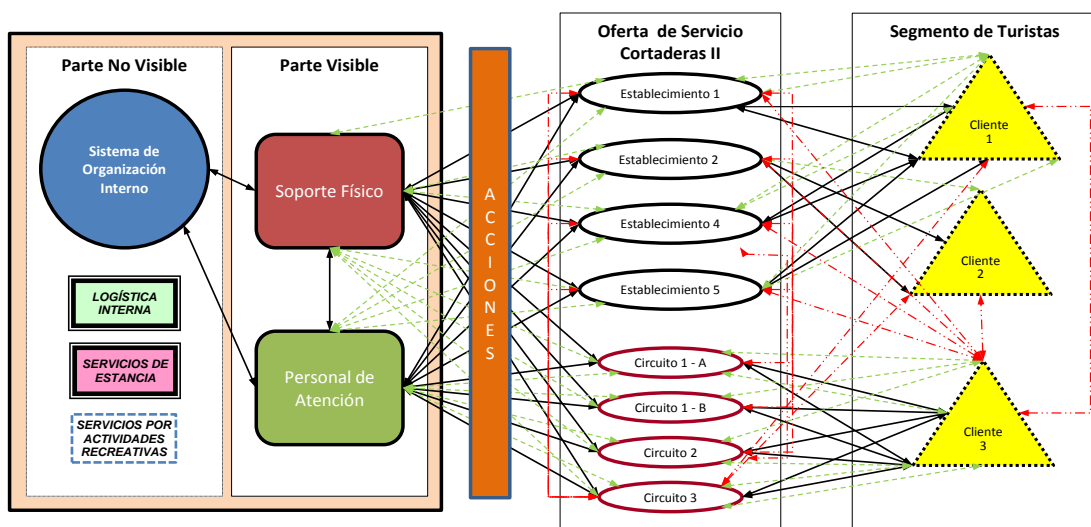 Parte No Visible
Sistema de
Organización
Interno
LOGÍSTICA
INTERNA
SERVICIOS DE
ESTANCIA
SERVICIOS POR
ACTIVIDADES
RECREATIVAS
Parte Visible
Soporte Físico
Personal de
Atención
A
C
C
I
O
N
E
S
Oferta de Servicio
Cortaderas II
Establecimiento 1
Establecimiento 2
Establecimiento 4
Establecimiento 5
Circuito 1 - A
Circuito 1 - B
Circuito 2
Circuito 3
Segmento de Turistas
Cliente
1
Cliente
2
Cliente
3